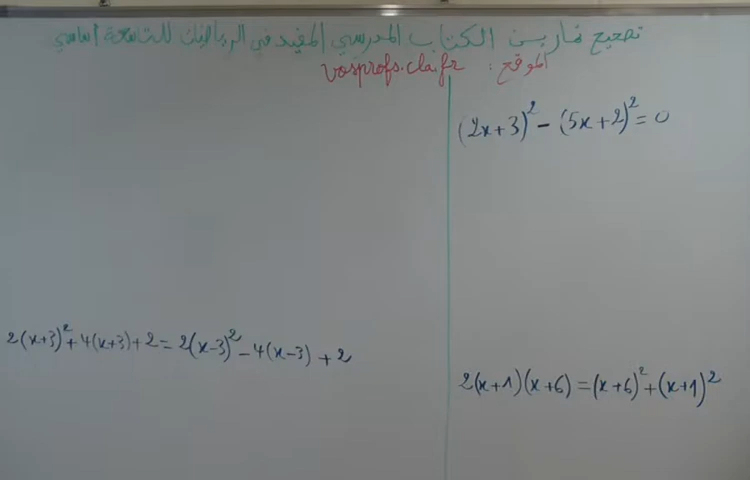 تصحيح تمارين الكتاب المدرسي المفيد في الرياضيات للتاسعة أساسي
الموقع : vosprofs.cla.fr
(2x+3)² - (5x+2)² = 0
2(x+3)² + 4(x+3) + 2 = 2(x-3)² - 4(x-3) + 2
2(x+1)(x+6) = (x+6)² + (x+1)²